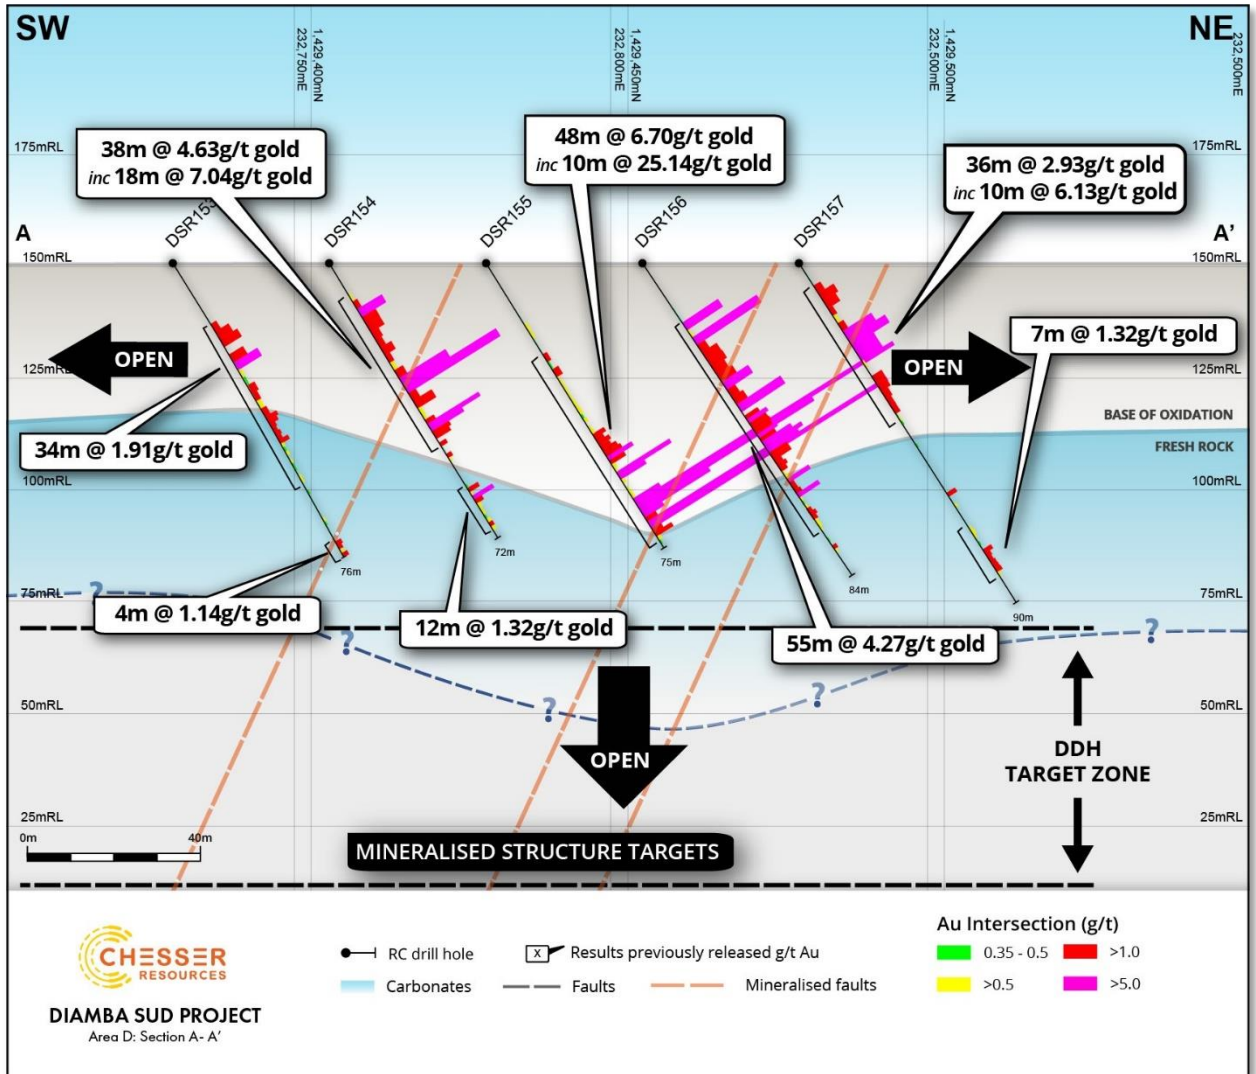 SW
NE
232,750mE
1,429,400mN
232,800mE
1,429,450mN
232,500mE
1,429,500mN
232,500mE
175mRL
175mRL
38m @ 4.63g/t gold
inc 18m @ 7.04g/t gold
48m @ 6.70g/t gold
inc 10m @ 25.14g/t gold
36m @ 2.93g/t gold
inc 10m @ 6.13g/t gold
A
A'
DSR153
DSR154
DSR155
DSR156
DSR157
150mRL
150mRL
OPEN
OPEN
7m @ 1.32g/t gold
125mRL
125mRL
BASE OF OXIDATION
FRESH ROCK
34m @ 1.91g/t gold
100mRL
100mRL
76m
72m
75m
84m
90m
75mRL
75mRL
4m @ 1.14g/t gold
12m @ 1.32g/t gold
55m @ 4.27g/t gold
?
?
?
?
?
50mRL
50mRL
OPEN
DDH
TARGET ZONE
25mRL
25mRL
0m
40m
MINERALISED STRUCTURE TARGETS
CHESSER
RESOURCES
DIAMBA SUD PROJECT
Area D: Section A- A'
RC drill hole
x
Results previously released g/t Au
Carbonates
Faults
Mineralised faults
Au Intersection (g/t)
0.35 - 0.5
>1.0
>0.5
>5.0